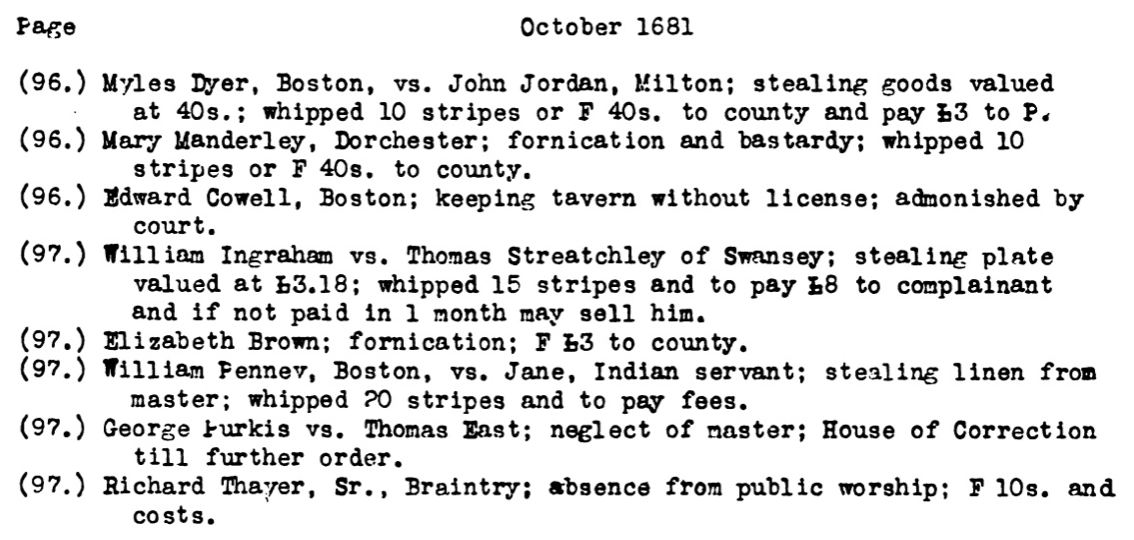 Page October 1681
(96.) Myles Dyer, Boston, vs. John Jordan, Milton; stealing goods valued
at 40s.; whipped 10 stripes or F 40s. to county and pay £3 to P.
(96.) Mary Manderley, Dorchester; fornication and bastardy; whipped 10
stripes or F 40s. to county.
(96.) Edward Cowell, Boston; keeping tavern without license; admonished by
court.
(97.) William Ingraham vs. Thomas Streatchley of Swansey; stealing plate
valued at £3.18; whipped 15 stripes and to pay £8 to complainant
and if not paid in 1 month may sell him.
(97.) Elizabeth Brown; fornication; F £3 to county.
(97.) William Penney, Boston, vs. Jane, Indian servant; stealing linen from
master; whipped 20 stripes and to pay fees.
(97.) George Purkis vs. Thomas East; neglect of master; House of Correction
till further order.
(97.) Richard Thayer, Sr., Braintry; absence from public worship; F 10s. and
costs.